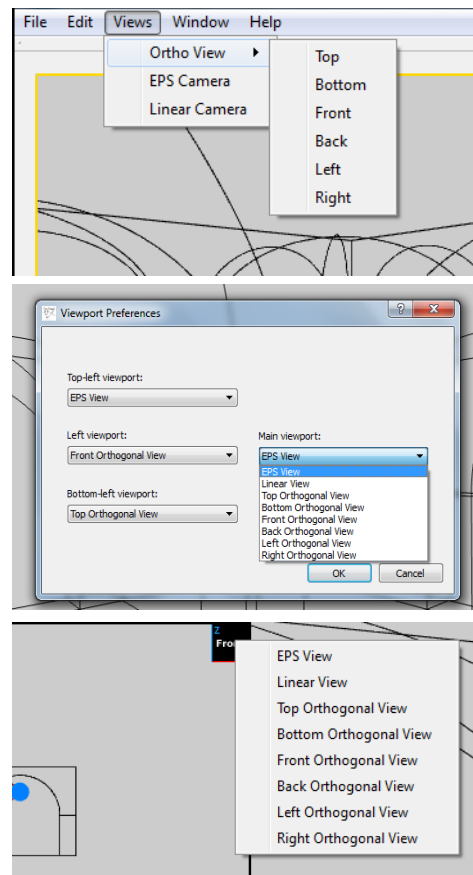 File Edit Views Window Help
Ortho View
EPS Camera
Linear Camera
Top
Bottom
Front
Back
Left
Right
Viewport Preferences
Top-left viewport:
EPS View
Left viewport:
Front Orthogonal View
Bottom-left viewport:
Top Orthogonal View
Main viewport:
EPS View
EPS View
Linear View
Top Orthogonal View
Bottom Orthogonal View
Front Orthogonal View
Back Orthogonal View
Left Orthogonal View
Right Orthogonal View
OK Cancel
Z
EPS View
Linear View
Top Orthogonal View
Bottom Orthogonal View
Front Orthogonal View
Back Orthogonal View
Left Orthogonal View
Right Orthogonal View